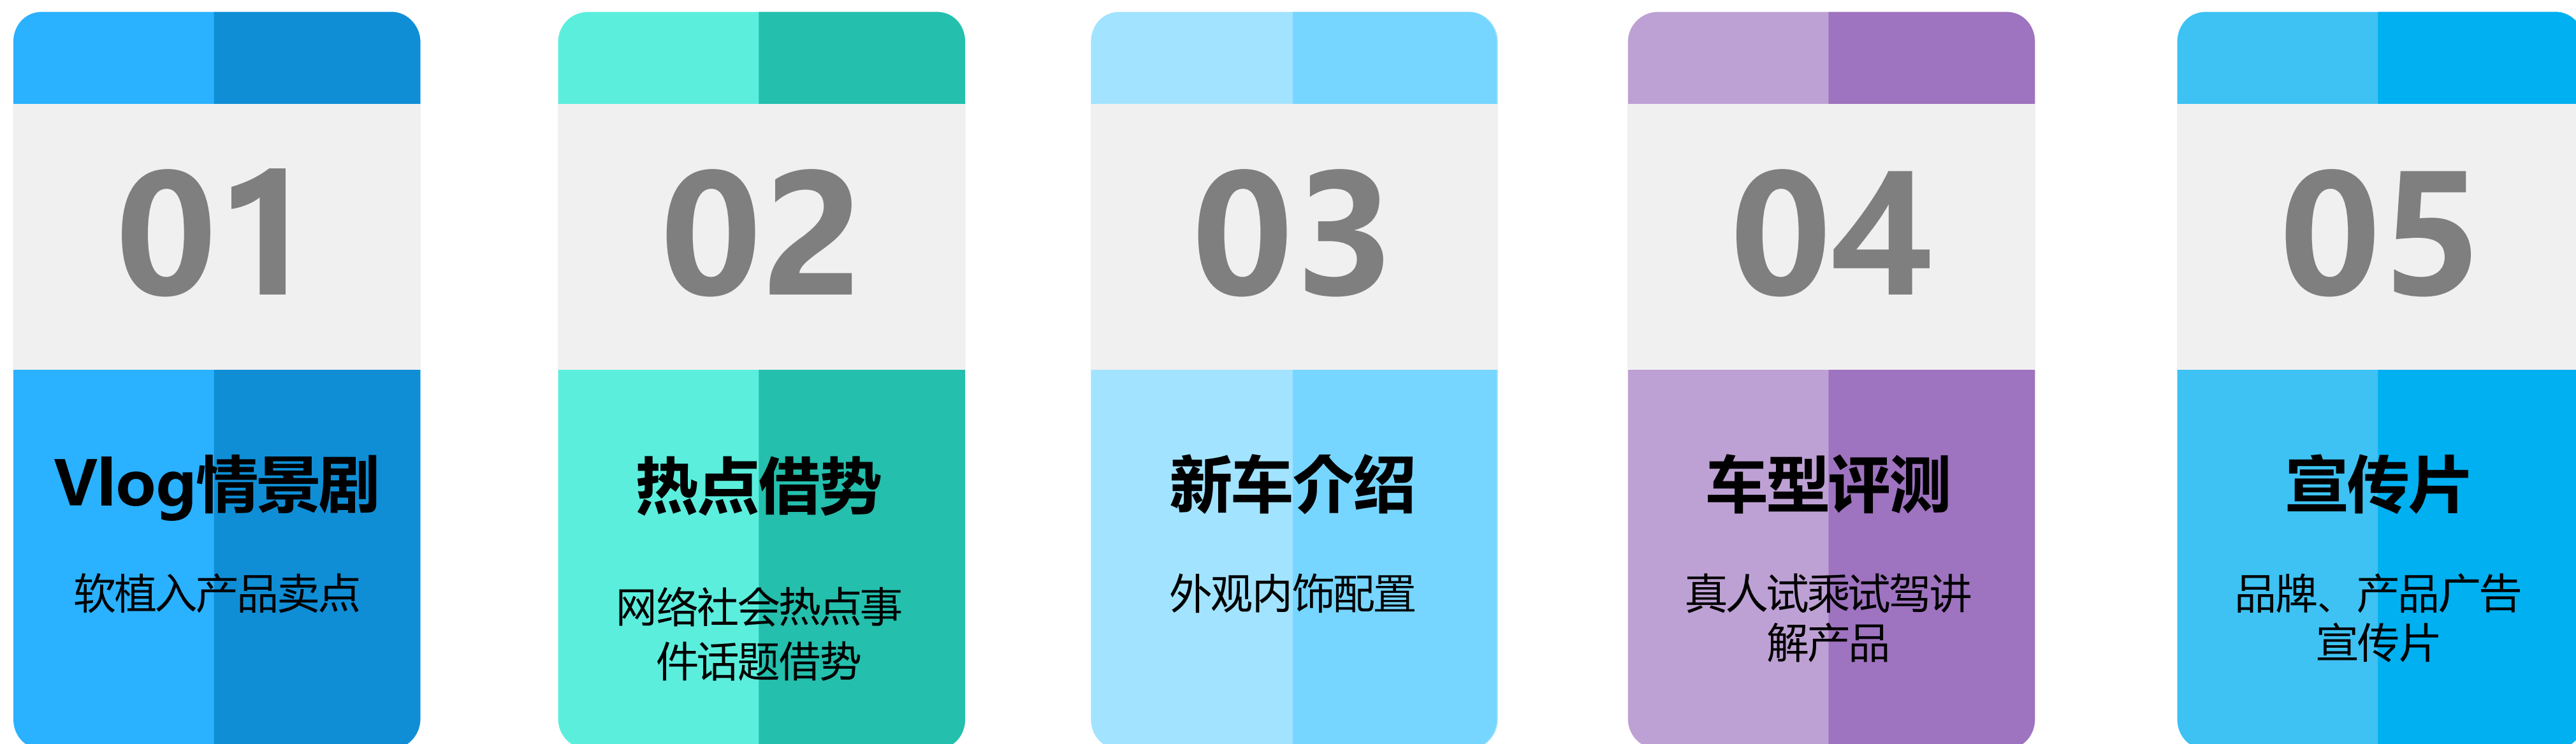 01
Vlog情景剧
软植入产品卖点
02
热点借势
网络社会热点事
件话题借势
03
新车介绍
外观内饰配置
04
车型评测
真人试乘试驾讲
解产品
05
宣传片
品牌、产品广告
宣传片